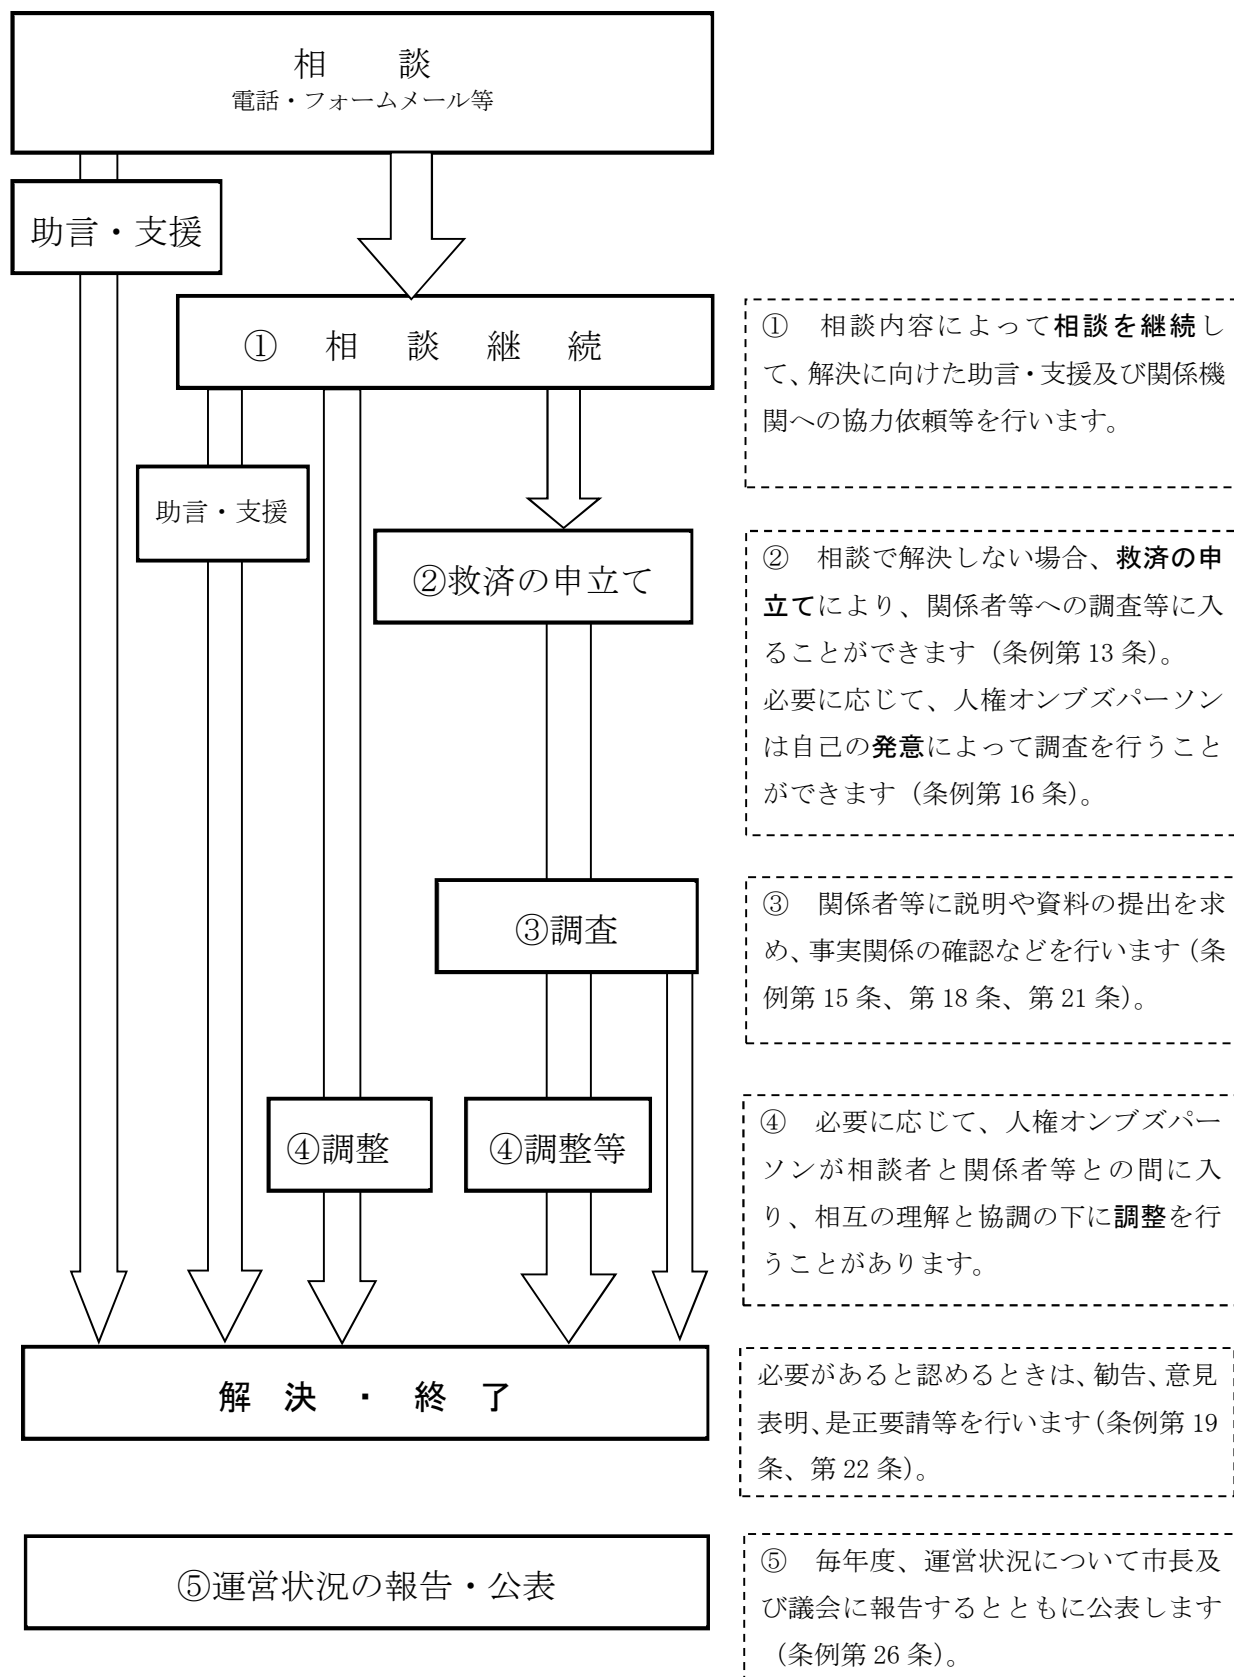 相　　談
電話・フォームメール等
助言・支援
①　相　談　継　続
①　相談内容によって相談を継続し
て、解決に向けた助言・支援及び関係機
関への協力依頼等を行います。
助言・支援
②救済の申立て
②　相談で解決しない場合、救済の申
立てにより、関係者等への調査等に入
ることができます（条例第 13 条）。
必要に応じて、人権オンブズパーソン
は自己の発意によって調査を行うこと
ができます（条例第 16 条）。
③調査
③　関係者等に説明や資料の提出を求
め、事実関係の確認などを行います（条
例第 15 条、第 18 条、第 21 条）。
④調整
④調整等
④　必要に応じて、人権オンブズパー
ソンが相談者と関係者等との間に入
り、相互の理解と協調の下に調整を行
うことがあります。
解　決　・　終　了
必要があると認めるときは、勧告、意見
表明、是正要請等を行います（条例第 19
条、第 22 条）。
⑤運営状況の報告・公表
⑤　毎年度、運営状況について市長及
び議会に報告するとともに公表します
（条例第 26 条）。